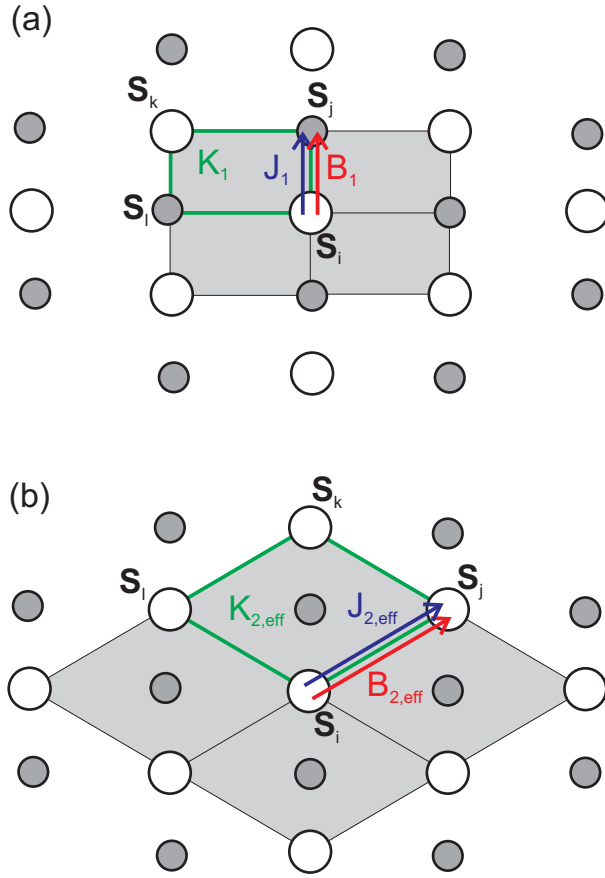 (a)
S_k S_j
K_1 J_1 B_1
S_l
S_i
(b)
S_k
S_l S_j
K_2,eff J_2,eff
B_2,eff
S_i